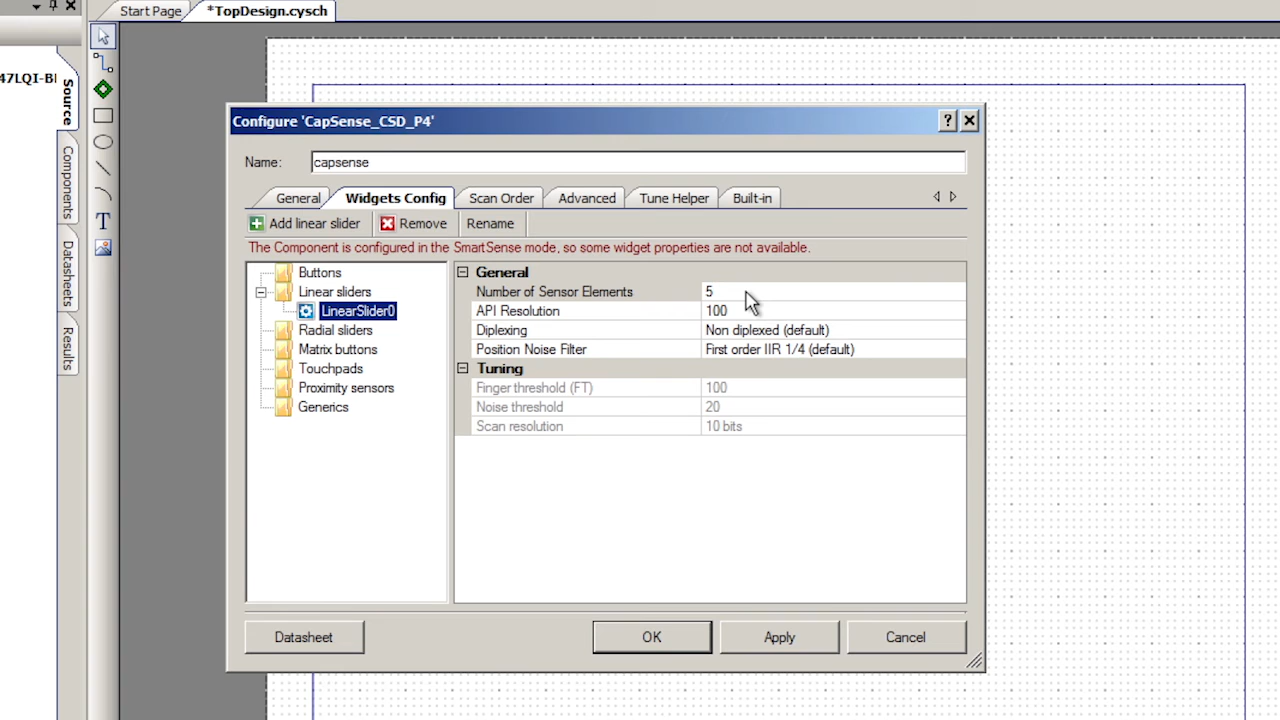 Start Page
*TopDesign.cysch
47LQI-BI
Source
Components
Datasheets
Results
T
Configure 'CapSense_CSD_P4'
?
Name: capsense
General Widgets Config Scan Order Advanced Tune Helper Built-in
Add linear slider Remove Rename
The Component is configured in the SmartSense mode, so some widget properties are not available.
Buttons
Linear sliders
LinearSlider0
Radial sliders
Matrix buttons
Touchpads
Proximity sensors
Generics
General
Number of Sensor Elements 5
API Resolution 100
Diplexing Non diplexed (default)
Position Noise Filter First order IIR 1/4 (default)
Tuning
Finger threshold (FT) 100
Noise threshold 20
Scan resolution 10 bits
Datasheet OK Apply Cancel